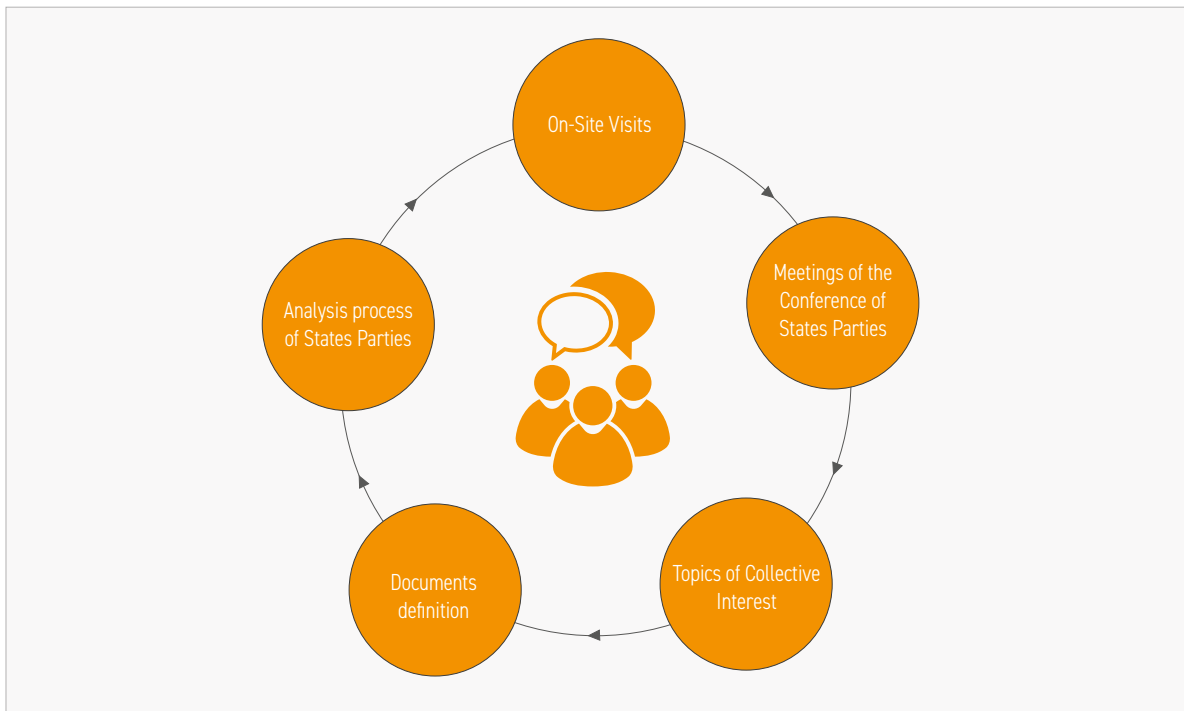 On-Site Visits
Meetings of the
Conference of
States Parties
Topics of Collective
Interest
Documents
definition
Analysis process
of States Parties